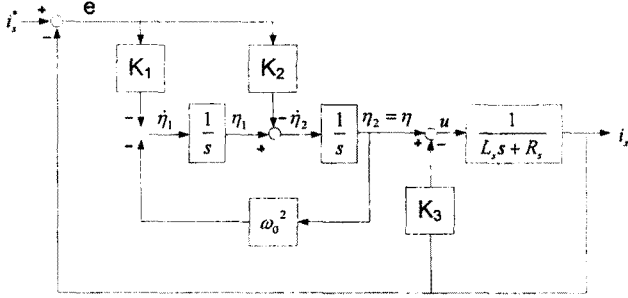 e
i_s^* + −
K_1 K_2
− − η̇_1 1/s η_1 + − η̇_2 1/s η_2 = η + − u 1/(L_s s + R_s) i_s
ω_0^2
K_3